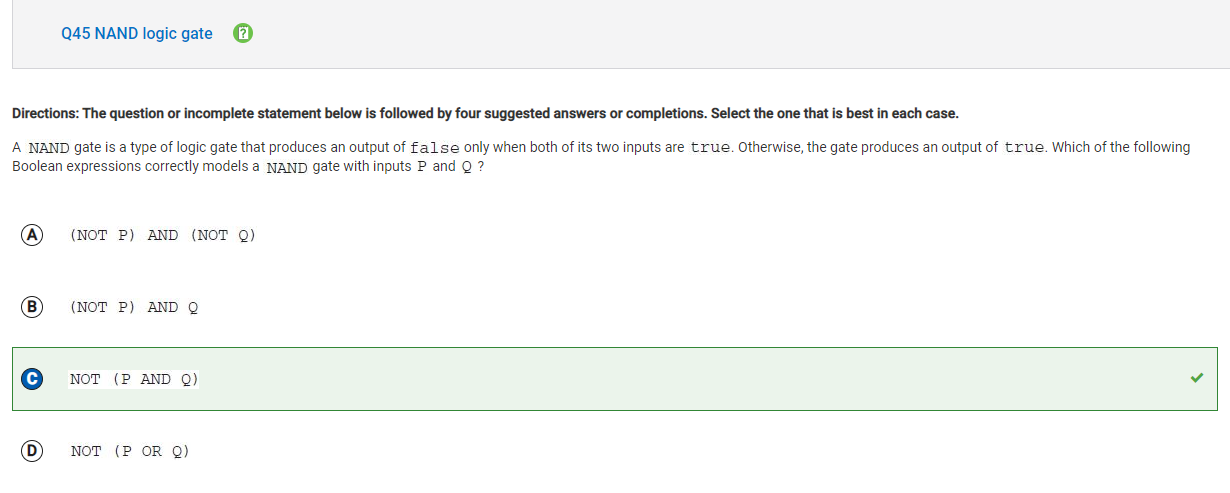 Q45 NAND logic gate
Directions: The question or incomplete statement below is followed by four suggested answers or completions. Select the one that is best in each case.
A NAND gate is a type of logic gate that produces an output of false only when both of its two inputs are true. Otherwise, the gate produces an output of true. Which of the following
Boolean expressions correctly models a NAND gate with inputs P and Q ?
A (NOT P) AND (NOT Q)
B (NOT P) AND Q
C NOT (P AND Q)
D NOT (P OR Q)